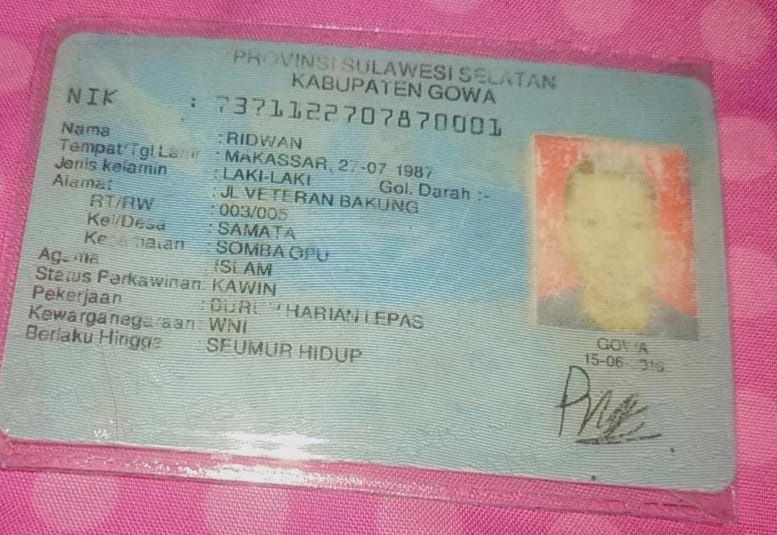 PROVINSI SULAWESI SELATAN
KABUPATEN GOWA
NIK : 7371122707870001
Nama : RIDWAN
Tempat/Tgl Lahir : MAKASSAR, 27-07-1987
Jenis kelamin : LAKI-LAKI Gol. Darah :-
Alamat : JL VETERAN BAKUNG
RT/RW : 003/005
Kel/Desa : SAMATA
Kecamatan : SOMBA OPU
Agama : ISLAM
Status Perkawinan: KAWIN
Pekerjaan : BURUH HARIAN LEPAS
Kewarganegaraan: WNI
Berlaku Hingga : SEUMUR HIDUP
GOWA
15-06-2016